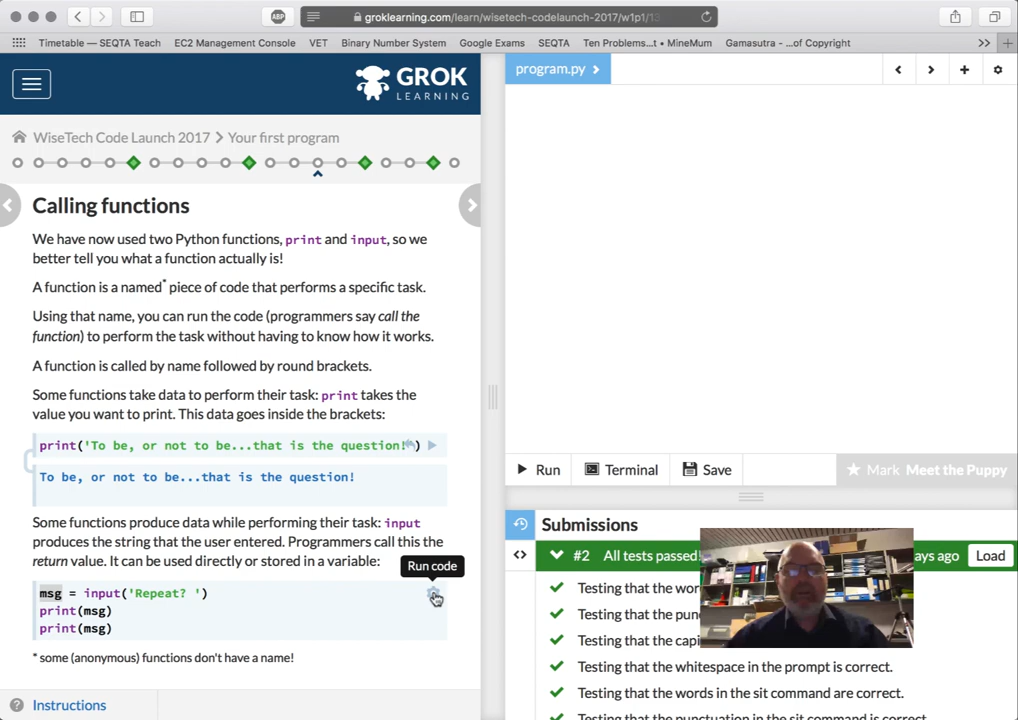 ABP
groklearning.com/learn/wisetech-codelaunch-2017/w1p1/13
Timetable — SEQTA Teach
EC2 Management Console
VET
Binary Number System
Google Exams
SEQTA
Ten Problems...t • MineMum
Gamasutra - ...of Copyright
GROK
LEARNING
WiseTech Code Launch 2017 > Your first program
Calling functions
We have now used two Python functions, print and input, so we
better tell you what a function actually is!
A function is a named* piece of code that performs a specific task.
Using that name, you can run the code (programmers say call the
function) to perform the task without having to know how it works.
A function is called by name followed by round brackets.
Some functions take data to perform their task: print takes the
value you want to print. This data goes inside the brackets:
print('To be, or not to be...that is the question!')
To be, or not to be...that is the question!
Some functions produce data while performing their task: input
produces the string that the user entered. Programmers call this the
return value. It can be used directly or stored in a variable:
Run code
msg = input('Repeat? ')
print(msg)
print(msg)
* some (anonymous) functions don't have a name!
Instructions
program.py
Run
Terminal
Save
Mark Meet the Puppy
Submissions
#2 All tests passed!
ays ago
Load
Testing that the wor
Testing that the pun
Testing that the capi
Testing that the whitespace in the prompt is correct.
Testing that the words in the sit command are correct.
Testing that the punctuation in the sit command is correct.